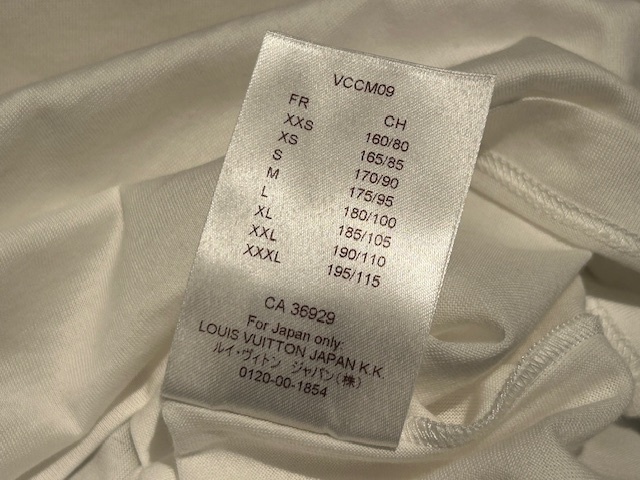 VCCM09
FR CH
XXS 160/80
XS 165/85
S 170/90
M 175/95
L 180/100
XL 185/105
XXL 190/110
XXXL 195/115
CA 36929
For Japan only:
LOUIS VUITTON JAPAN K.K.
ルイ・ヴィトン ジャパン(株)
0120-00-1854